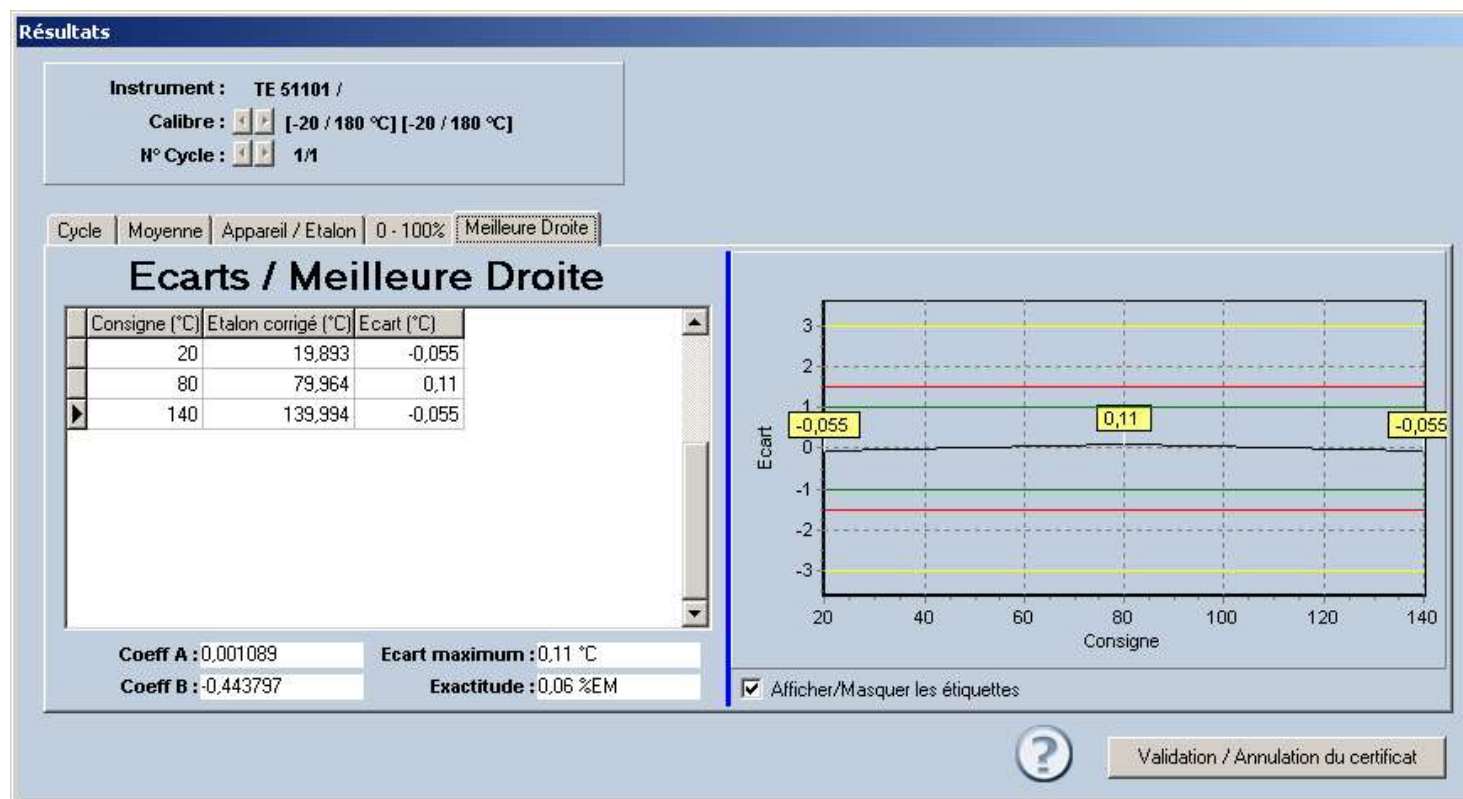 Résultats
Instrument : TE 51101 /
Calibre : [-20 / 180 °C] [-20 / 180 °C]
N° Cycle : 1/1
Cycle Moyenne Appareil / Etalon 0 - 100% Meilleure Droite
Ecarts / Meilleure Droite
Consigne (°C) Etalon corrigé (°C) Ecart (°C)
20 19,893 -0,055
80 79,964 0,11
140 139,994 -0,055
Coeff A : 0,001089 Ecart maximum : 0,11 °C
Coeff B : -0,443797 Exactitude : 0,06 %EM
3
2
1
0
-1
-2
-3
Ecart
-0,055 0,11 -0,055
20 40 60 80 100 120 140
Consigne
Afficher/Masquer les étiquettes
?
Validation / Annulation du certificat